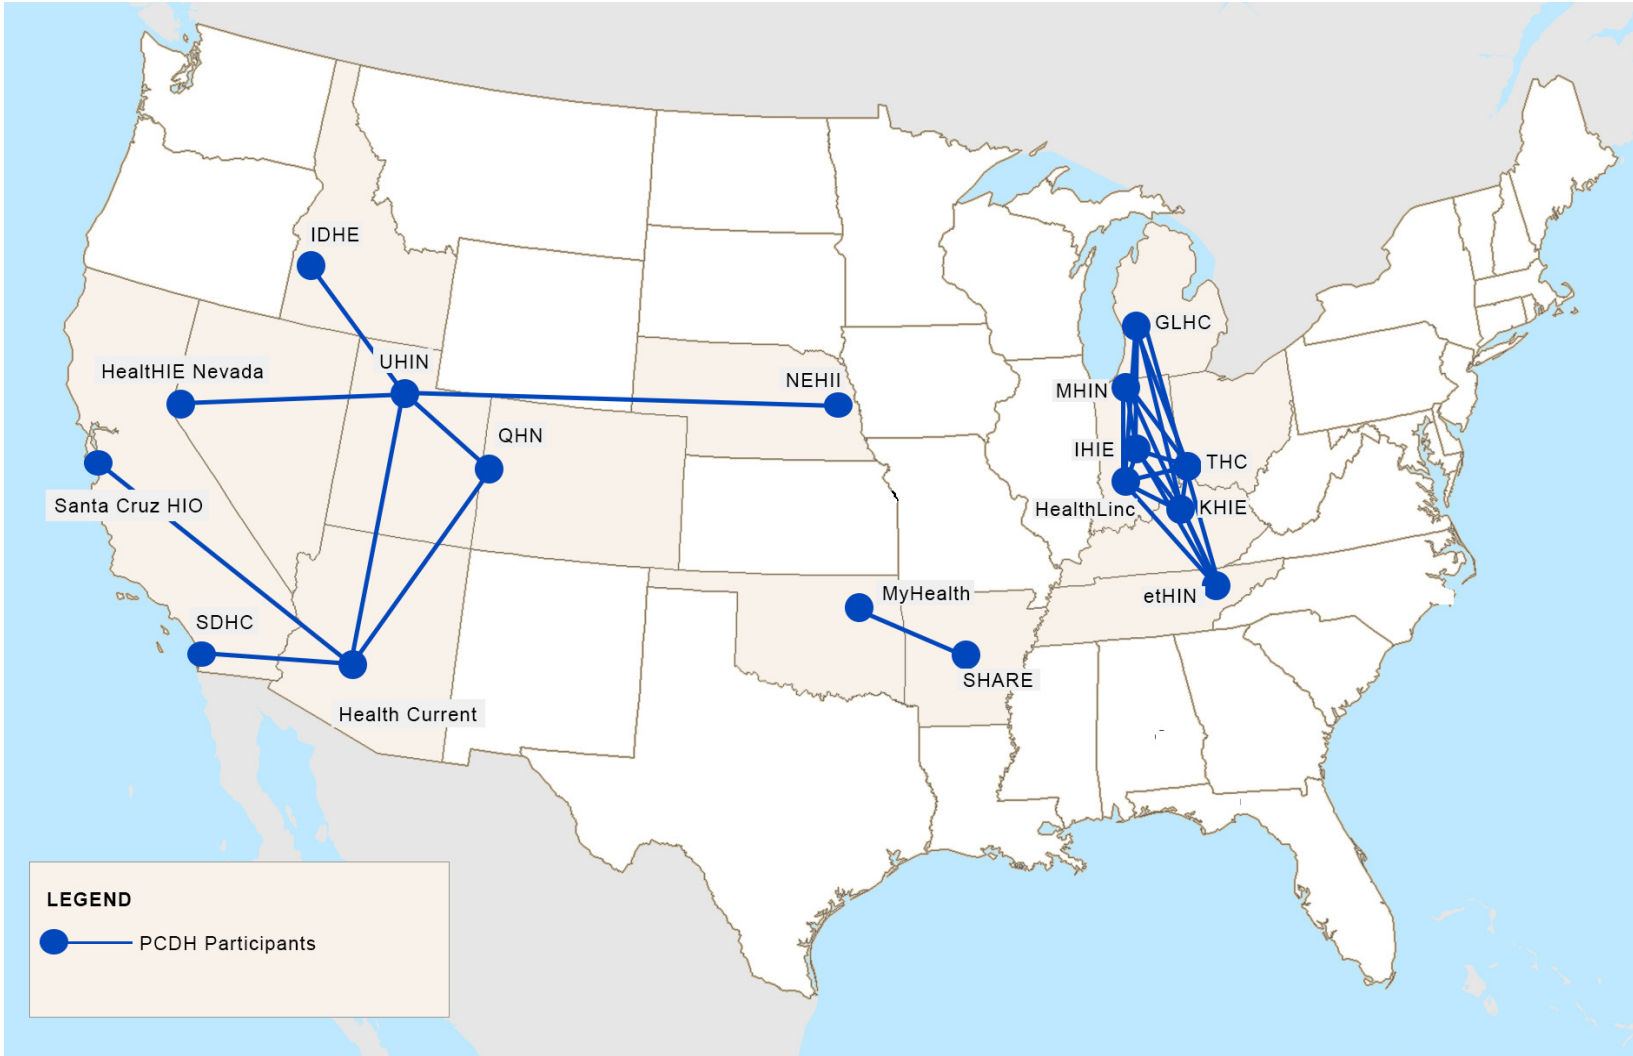 IDHE
GLHC
UHIN
HealtHIE Nevada
NEHII
MHIN
QHN
IHIE
THC
Santa Cruz HIO
HealthLinc
KHIE
MyHealth
etHIN
SDHC
SHARE
Health Current
LEGEND
PCDH Participants